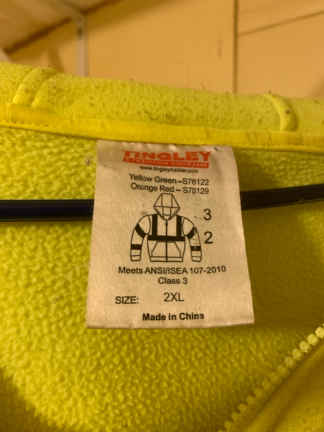 TINGLEY
www.tingleyrubber.com
Yellow Green–S78122
Orange Red–S78129
3
2
Meets ANSI/ISEA 107-2010
Class 3
SIZE: 2XL
Made in China